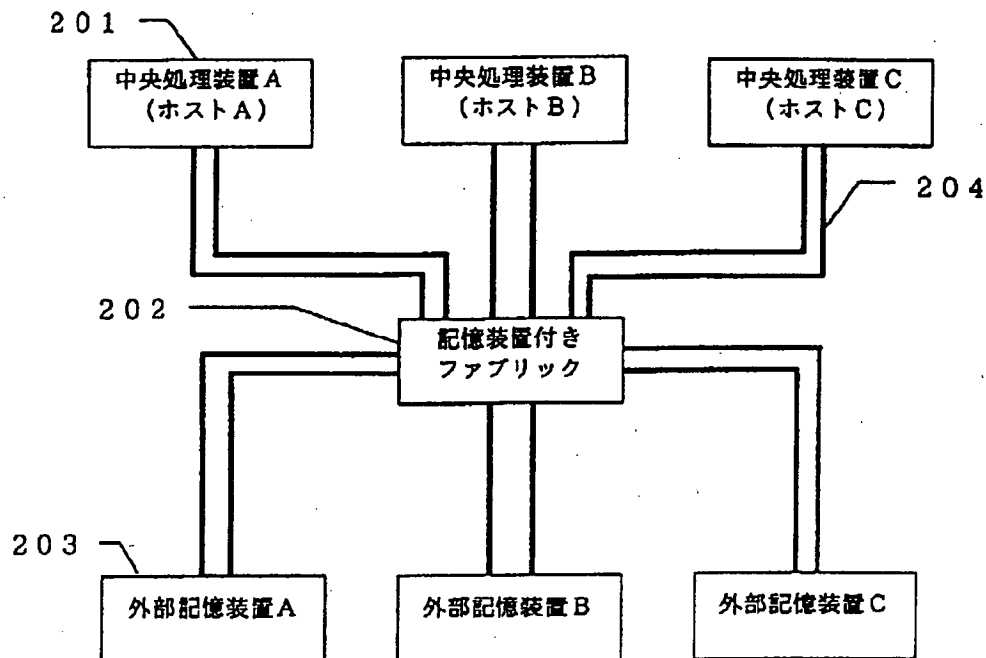 201
中央処理装置A
(ホストA)
中央処理装置B
(ホストB)
中央処理装置C
(ホストC)
204
202
記憶装置付き
ファブリック
203
外部記憶装置A
外部記憶装置B
外部記憶装置C